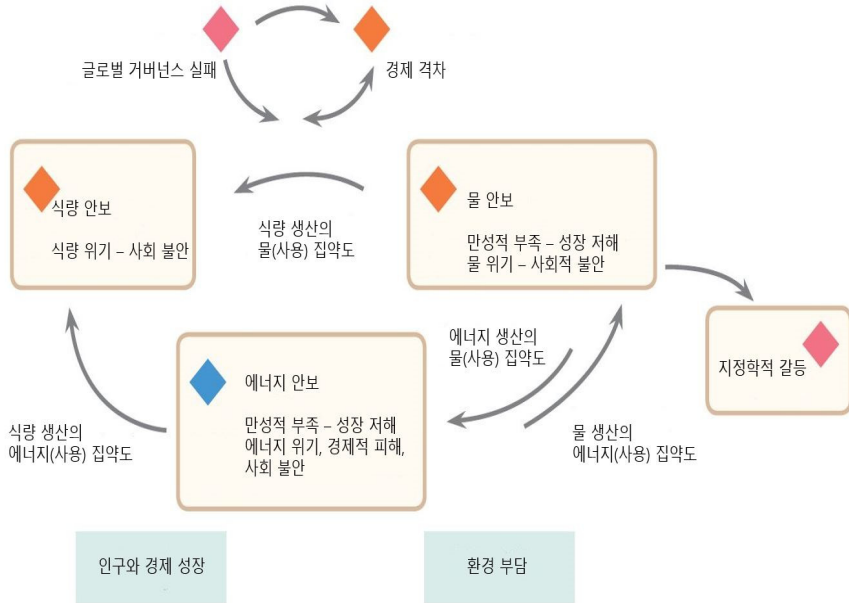 글로벌 거버넌스 실패
경제 격차
식량 안보
식량 위기 – 사회 불안
식량 생산의
물(사용) 집약도
물 안보
만성적 부족 – 성장 저해
물 위기 – 사회적 불안
지정학적 갈등
에너지 생산의
물(사용) 집약도
에너지 안보
만성적 부족 – 성장 저해
에너지 위기, 경제적 피해,
사회 불안
식량 생산의
에너지(사용) 집약도
물 생산의
에너지(사용) 집약도
인구와 경제 성장
환경 부담